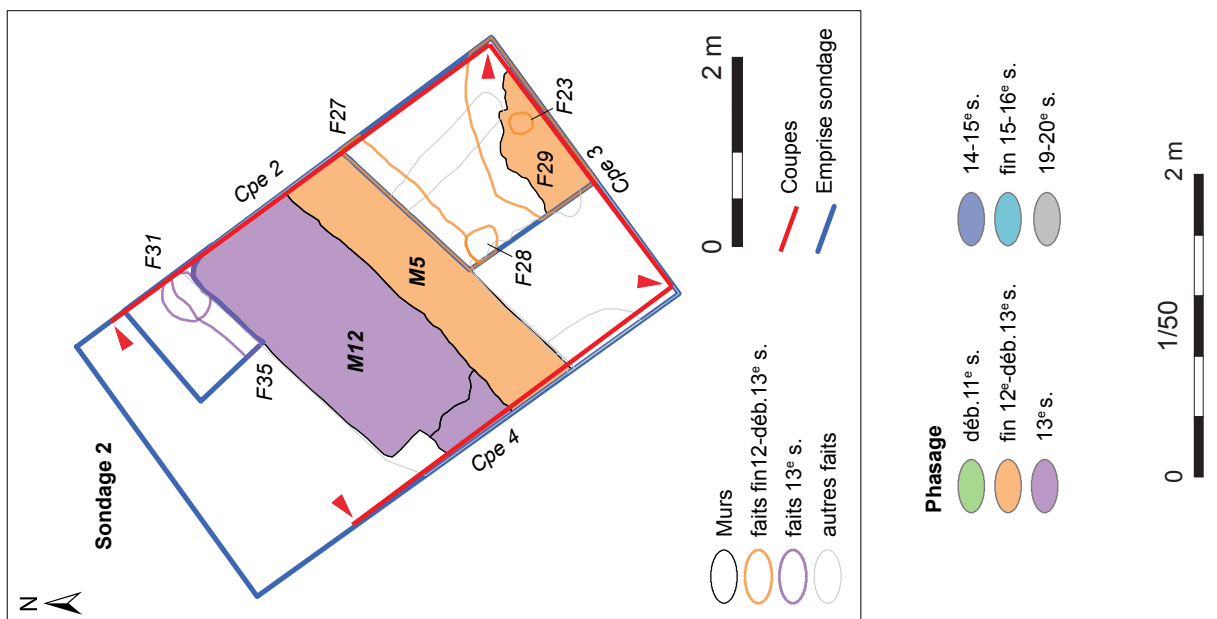 N
Sondage 2
F31
F35
Cpe 2
F27
M12
M5
F28
F29
F23
Cpe 3
Cpe 4
Murs
faits fin12-déb.13e s.
faits 13e s.
autres faits
0 2 m
Coupes
Emprise sondage
Phasage
déb.11e s.
fin 12e-déb.13e s.
13e s.
14-15e s.
fin 15-16e s.
19-20e s.
1/50
0 2 m